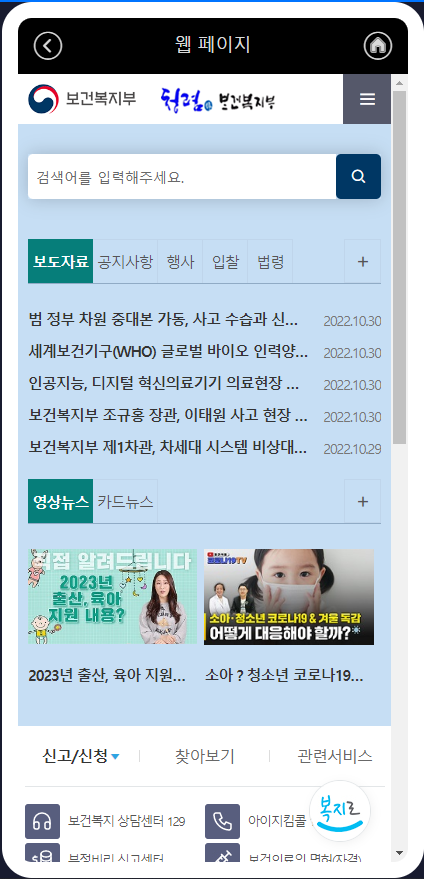 웹 페이지
보건복지부 청렴 보건복지부
검색어를 입력해주세요.
보도자료 공지사항 행사 입찰 법령 +
범 정부 차원 중대본 가동, 사고 수습과 신... 2022.10.30
세계보건기구(WHO) 글로벌 바이오 인력양... 2022.10.30
인공지능, 디지털 혁신의료기기 의료현장 ... 2022.10.30
보건복지부 조규홍 장관, 이태원 사고 현장 ... 2022.10.30
보건복지부 제1차관, 차세대 시스템 비상대... 2022.10.29
영상뉴스 카드뉴스 +
직접 알려드립니다
2023년
출산, 육아
지원 내용?
코로나19TV
소아·청소년 코로나19 & 겨울 독감
어떻게 대응해야 할까?
2023년 출산, 육아 지원... 소아 ? 청소년 코로나19...
신고/신청 찾아보기 관련서비스
보건복지 상담센터 129 아이지킴콜
복지로
부정비리 신고센터 보건의료인 면허(자격)